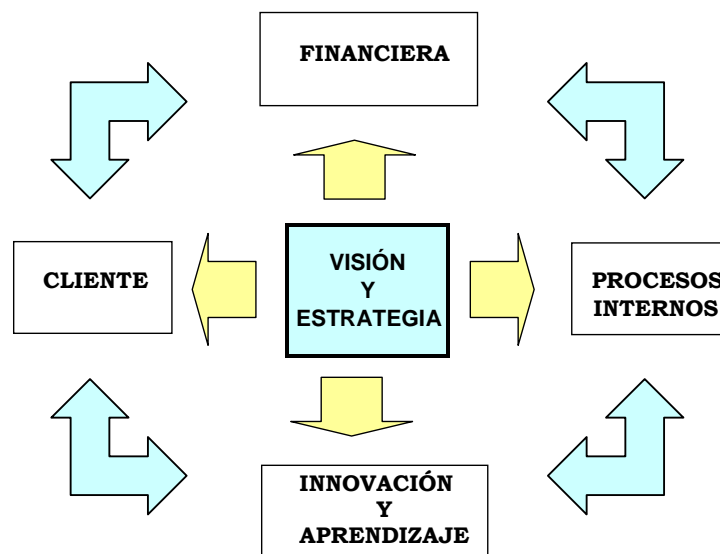 FINANCIERA
CLIENTE
VISIÓN
Y
ESTRATEGIA
PROCESOS
INTERNOS
INNOVACIÓN
Y
APRENDIZAJE